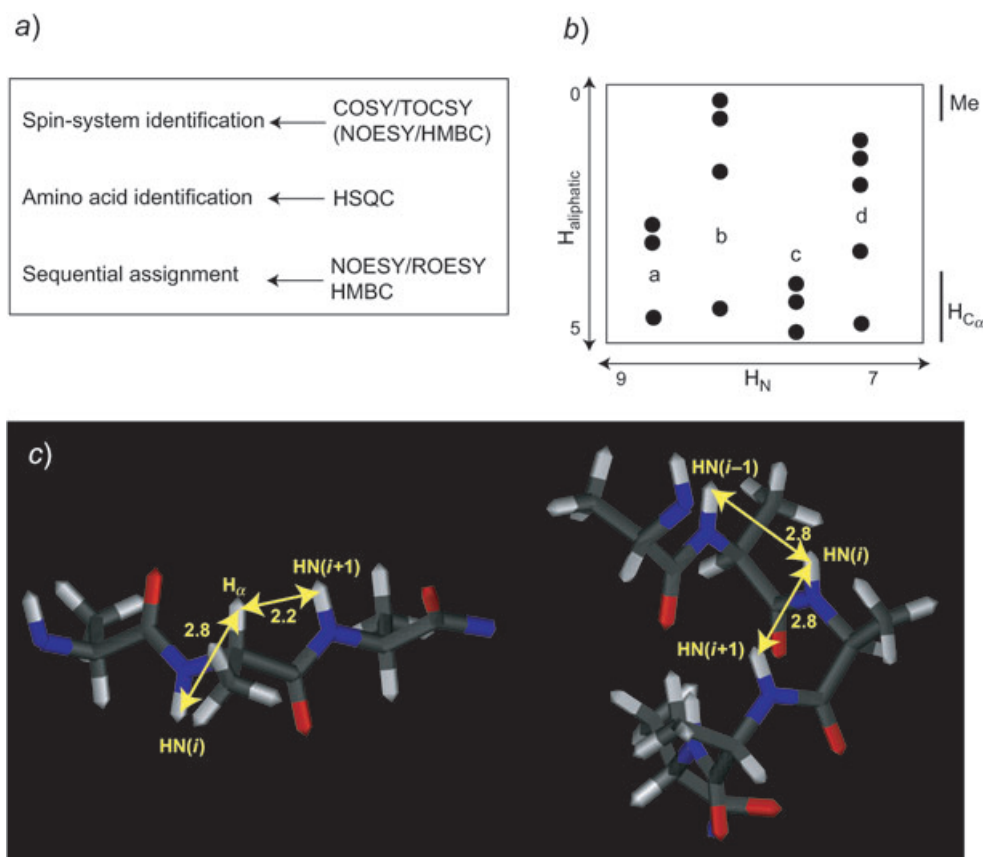 a)
Spin-system identification
COSY/TOCSY
(NOESY/HMBC)
Amino acid identification
HSQC
Sequential assignment
NOESY/ROESY
HMBC
b)
0
Haliphatic
5
a
b
c
d
Me
HCα
9
HN
7
c)
Hα
HN(i+1)
2.8
2.2
HN(i)
HN(i–1)
2.8
HN(i)
2.8
HN(i+1)